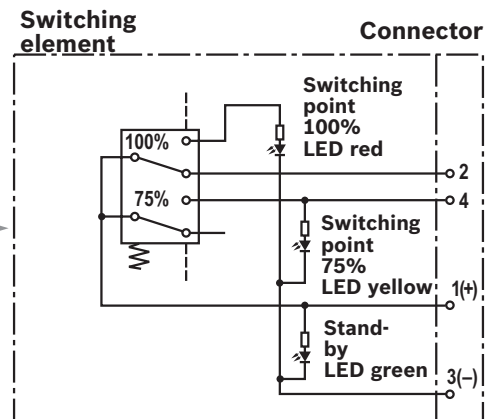 Switching
element
Connector
Switching
point
100%
LED red
100%
2
75%
4
Switching
point
75%
LED yellow
1(+)
Stand-
by
LED green
3(–)